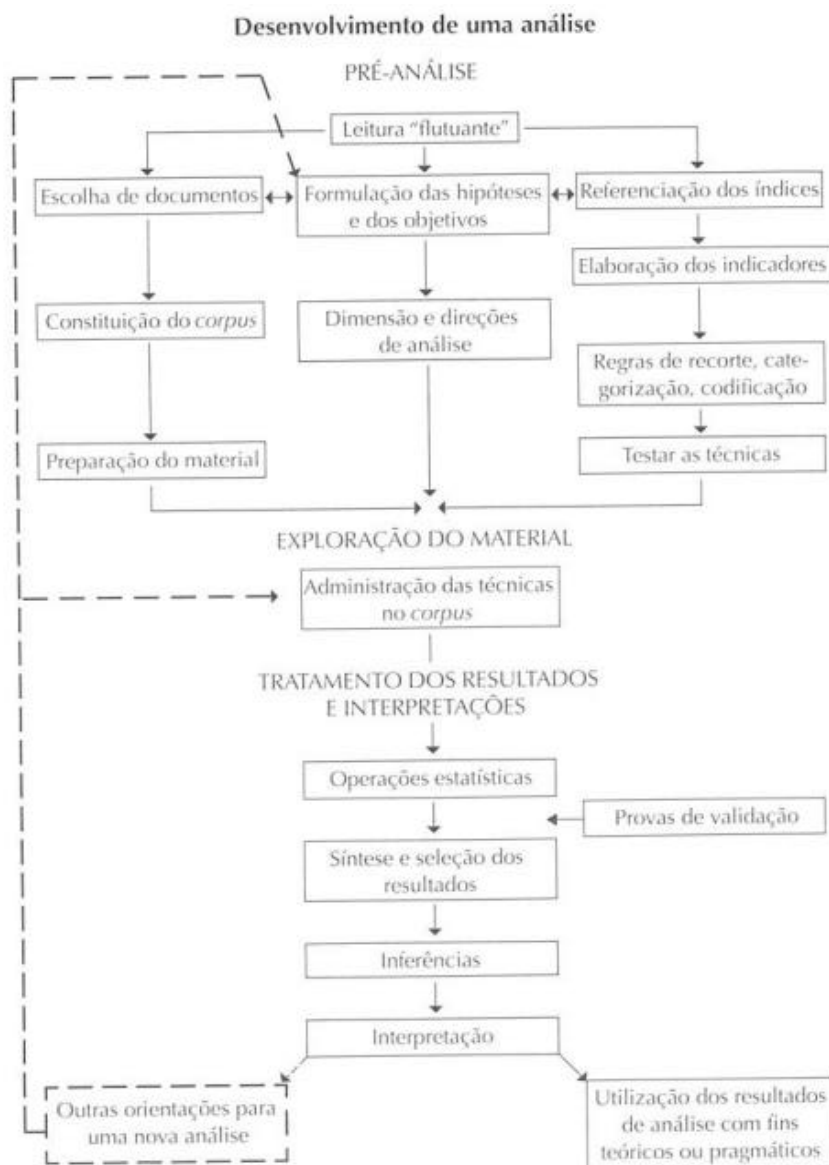 Desenvolvimento de uma análise
PRÉ-ANÁLISE
Leitura “flutuante”
Escolha de documentos
Formulação das hipóteses
e dos objetivos
Referenciação dos índices
Elaboração dos indicadores
Constituição do corpus
Dimensão e direções
de análise
Regras de recorte, cate-
gorização, codificação
Preparação do material
Testar as técnicas
EXPLORAÇÃO DO MATERIAL
Administração das técnicas
no corpus
TRATAMENTO DOS RESULTADOS
E INTERPRETAÇÕES
Operações estatísticas
Provas de validação
Síntese e seleção dos
resultados
Inferências
Interpretação
Outras orientações para
uma nova análise
Utilização dos resultados
de análise com fins
teóricos ou pragmáticos